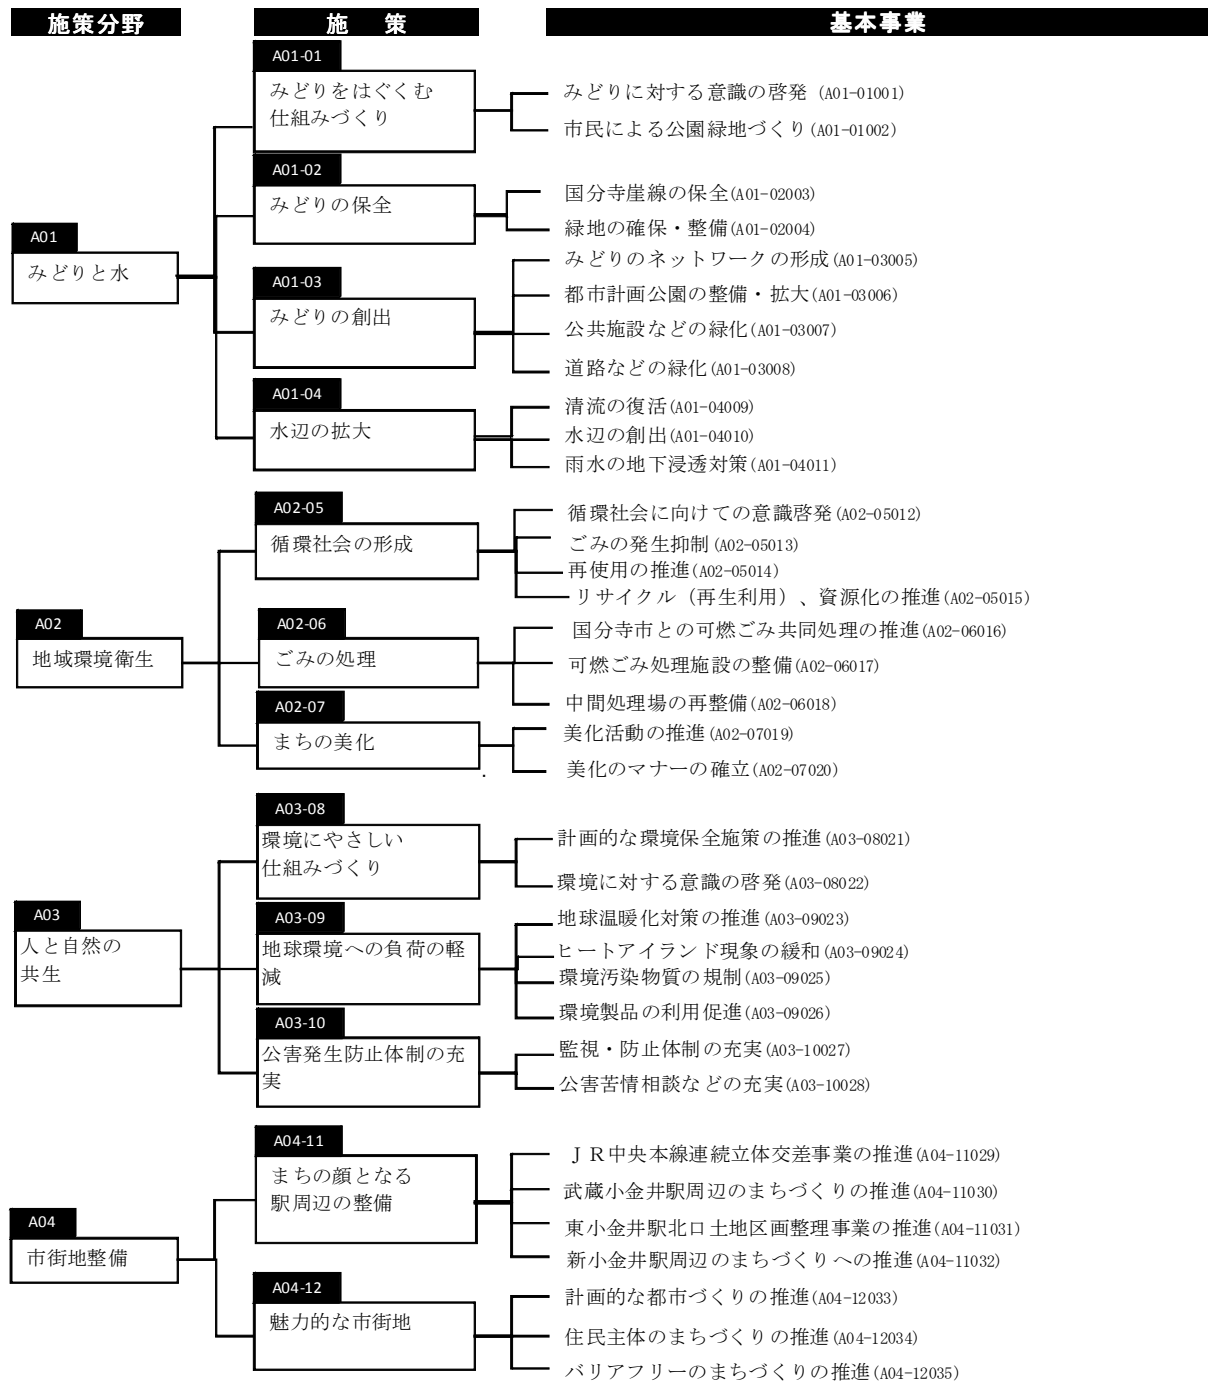 施策分野
施　策
基本事業
A01
みどりと水
A01-01
みどりをはぐくむ
仕組みづくり
みどりに対する意識の啓発 (A01-01001)
市民による公園緑地づくり(A01-01002)
A01-02
みどりの保全
国分寺崖線の保全(A01-02003)
緑地の確保・整備(A01-02004)
A01-03
みどりの創出
みどりのネットワークの形成(A01-03005)
都市計画公園の整備・拡大(A01-03006)
公共施設などの緑化(A01-03007)
道路などの緑化(A01-03008)
A01-04
水辺の拡大
清流の復活(A01-04009)
水辺の創出(A01-04010)
雨水の地下浸透対策(A01-04011)
A02
地域環境衛生
A02-05
循環社会の形成
循環社会に向けての意識啓発(A02-05012)
ごみの発生抑制(A02-05013)
再使用の推進(A02-05014)
リサイクル（再生利用）、資源化の推進(A02-05015)
A02-06
ごみの処理
国分寺市との可燃ごみ共同処理の推進(A02-06016)
可燃ごみ処理施設の整備(A02-06017)
中間処理場の再整備(A02-06018)
A02-07
まちの美化
美化活動の推進(A02-07019)
美化のマナーの確立(A02-07020)
A03
人と自然の
共生
A03-08
環境にやさしい
仕組みづくり
計画的な環境保全施策の推進(A03-08021)
環境に対する意識の啓発(A03-08022)
A03-09
地球環境への負荷の軽
減
地球温暖化対策の推進(A03-09023)
ヒートアイランド現象の緩和(A03-09024)
環境汚染物質の規制(A03-09025)
環境製品の利用促進(A03-09026)
A03-10
公害発生防止体制の充
実
監視・防止体制の充実(A03-10027)
公害苦情相談などの充実(A03-10028)
A04
市街地整備
A04-11
まちの顔となる
駅周辺の整備
ＪＲ中央本線連続立体交差事業の推進(A04-11029)
武蔵小金井駅周辺のまちづくりの推進(A04-11030)
東小金井駅北口土地区画整理事業の推進(A04-11031)
新小金井駅周辺のまちづくりへの推進(A04-11032)
A04-12
魅力的な市街地
計画的な都市づくりの推進(A04-12033)
住民主体のまちづくりの推進(A04-12034)
バリアフリーのまちづくりの推進(A04-12035)